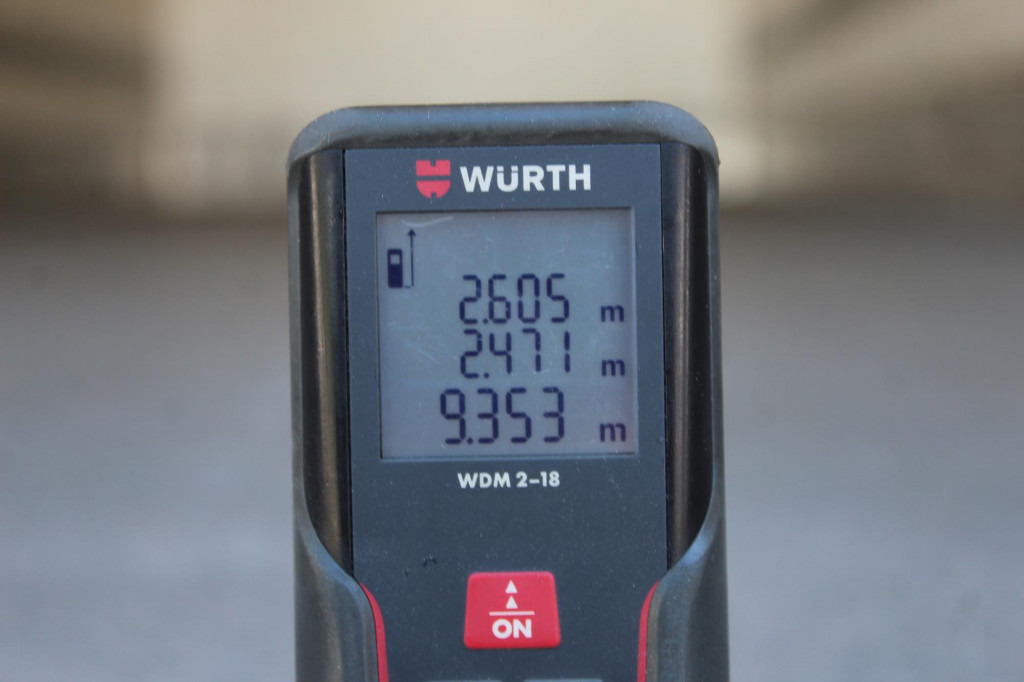 WÜRTH
2.605 m
2.471 m
9.353 m
WDM 2-18
ON